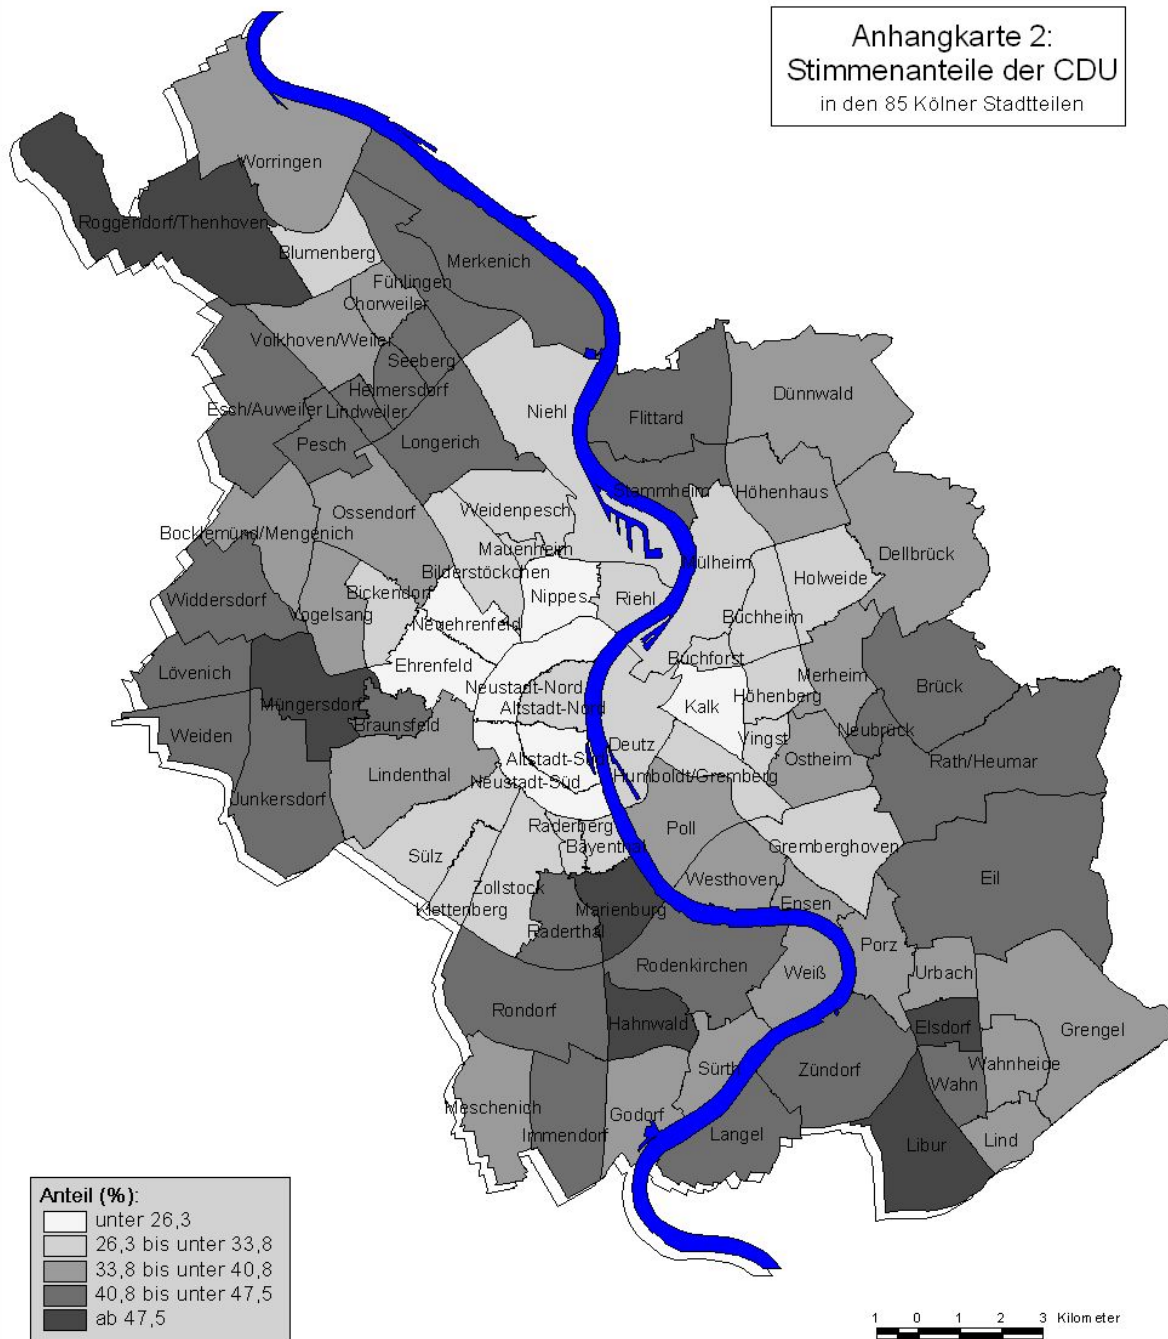 Anhangkarte 2:
Stimmenanteile der CDU
in den 85 Kölner Stadtteilen
Worringen
Roggendorf/Thenhoven
Blumenberg
Merkenich
Fühlingen
Chorweiler
Volkhoven/Weiler
Seeberg
Heimersdorf
Esch/Auweiler
Lindweiler
Pesch
Longerich
Niehl
Flittard
Dünnwald
Stammheim
Höhenhaus
Ossendorf
Weidenpesch
Bocklemünd/Mengenich
Mauenheim
Bilderstöckchen
Mülheim
Holweide
Dellbrück
Widdersdorf
Vogelsang
Bickendorf
Nippes
Riehl
Neuehrenfeld
Buchheim
Ehrenfeld
Buchforst
Lövenich
Merheim
Brück
Neustadt-Nord
Altstadt-Nord
Höhenberg
Müngersdorf
Kalk
Braunsfeld
Weiden
Deutz
Vingst
Neubrück
Altstadt-Süd
Ostheim
Rath/Heumar
Lindenthal
Neustadt-Süd
Humboldt/Gremberg
Junkersdorf
Raderberg
Poll
Bayenthal
Gremberghoven
Sülz
Westhoven
Eil
Zollstock
Klettenberg
Marienburg
Ensen
Raderthal
Porz
Rodenkirchen
Weiß
Urbach
Rondorf
Hahnwald
Elsdorf
Grengel
Sürth
Zündorf
Wahnheide
Wahn
Meschenich
Godorf
Immendorf
Langel
Libur
Lind
Anteil (%):
unter 26,3
26,3 bis unter 33,8
33,8 bis unter 40,8
40,8 bis unter 47,5
ab 47,5
1 0 1 2 3 Kilometer